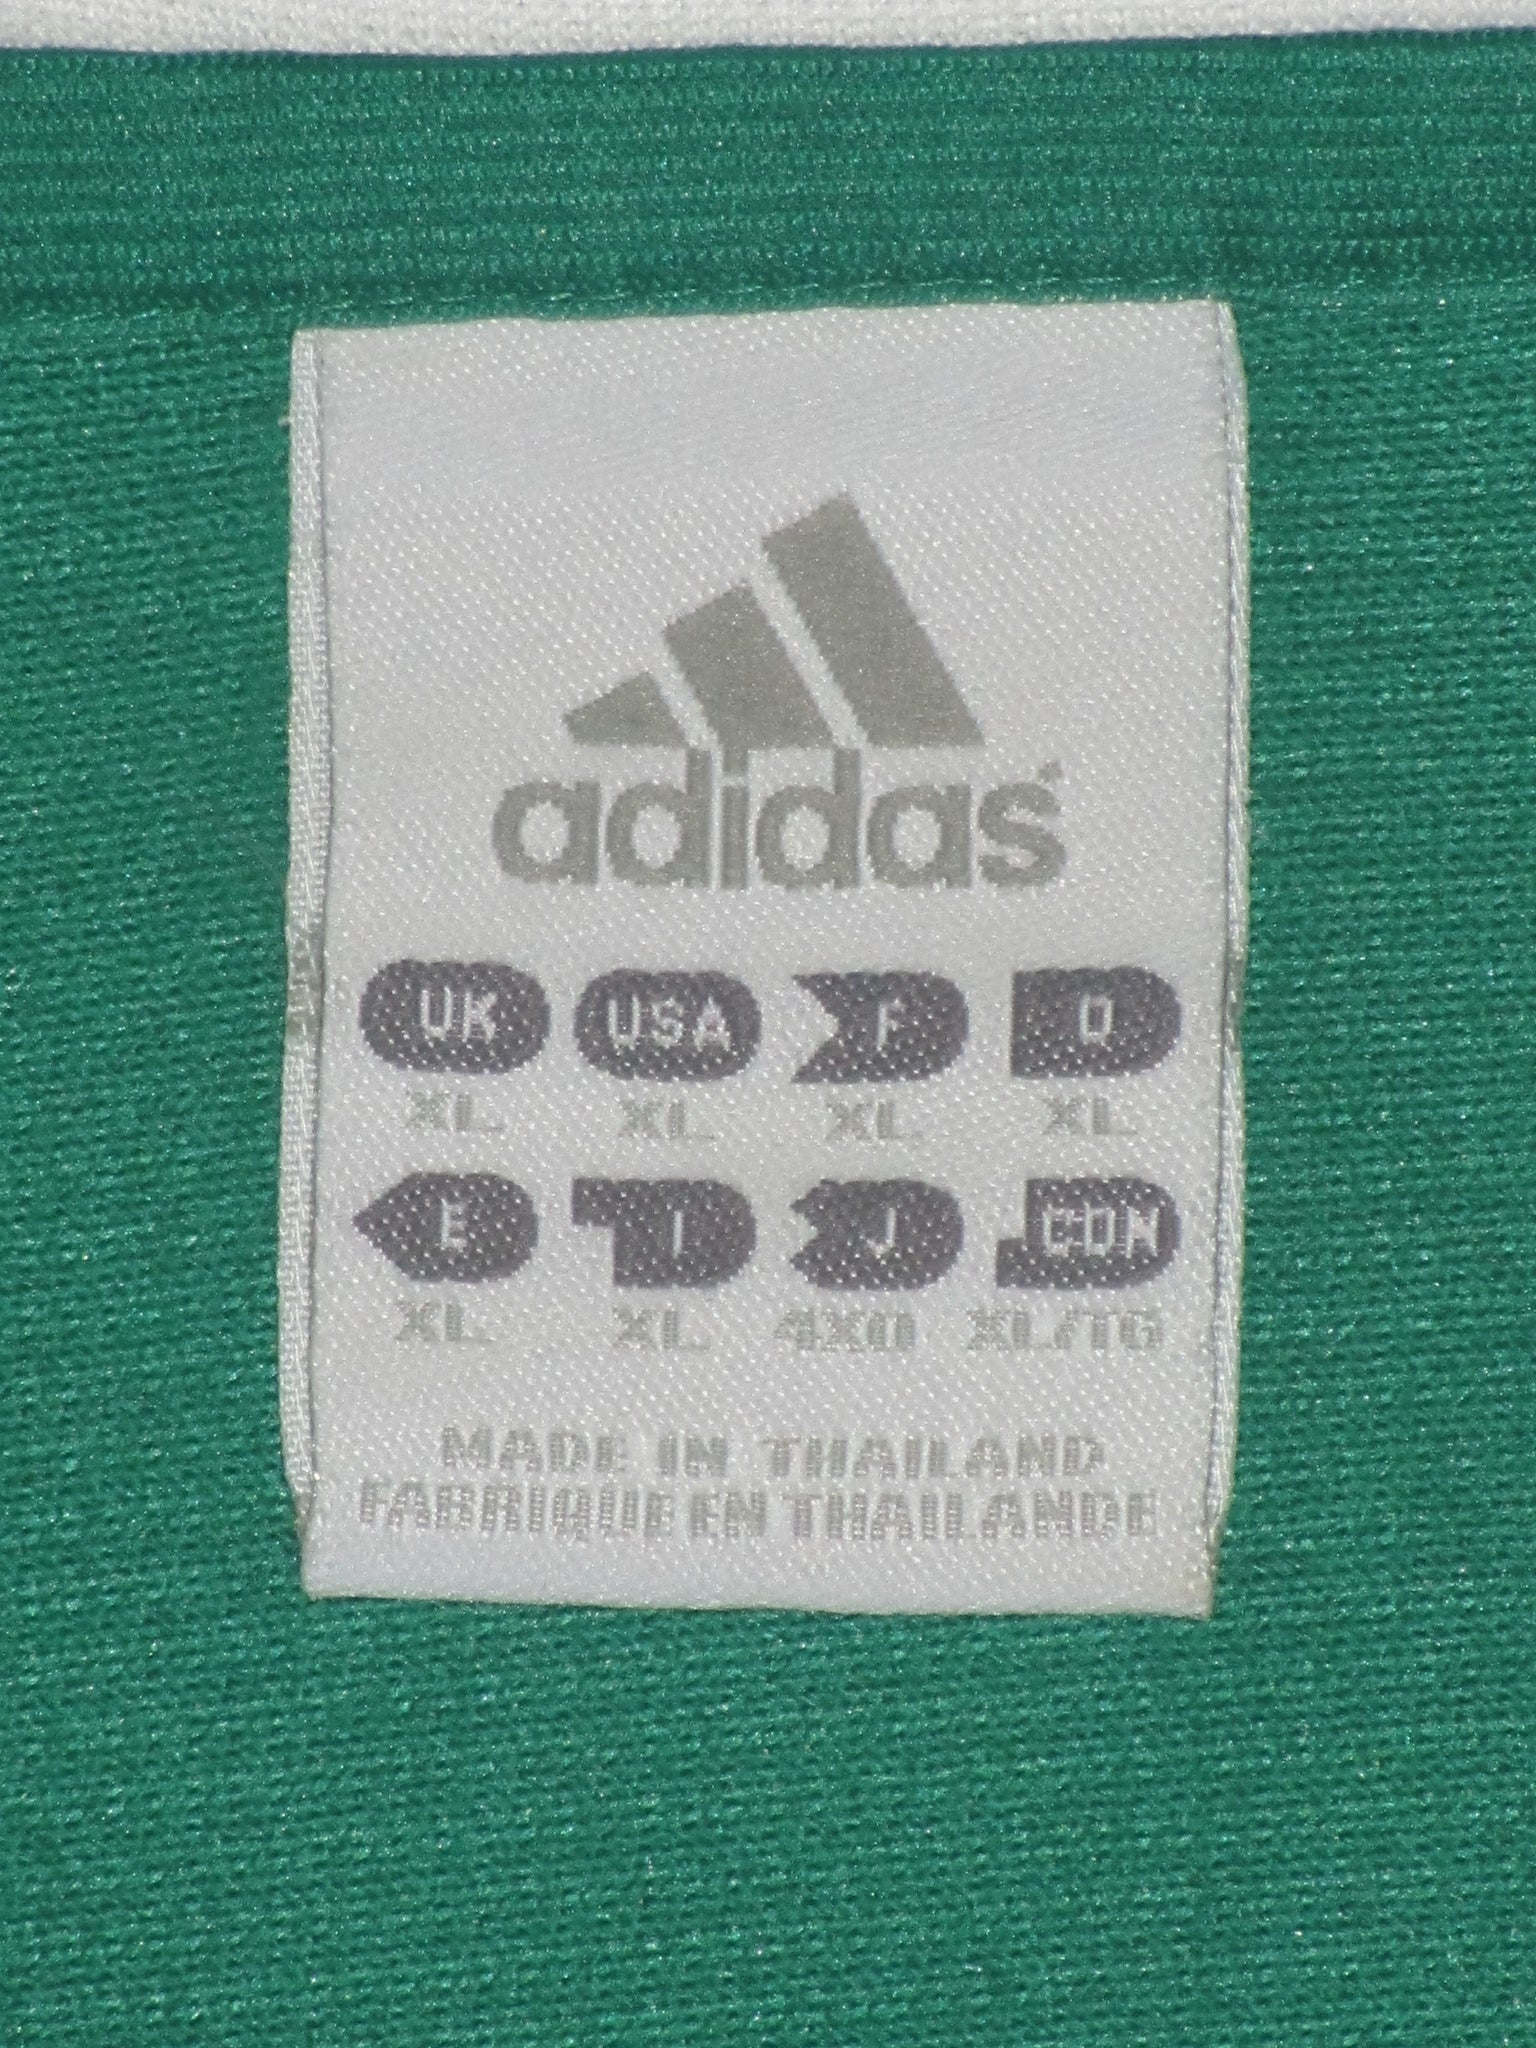 adidas®
UK USA F D
XL XL XL XL
E I J CDN
XL XL 4XO XL/TG
MADE IN THAILAND
FABRIQUE EN THAILANDE